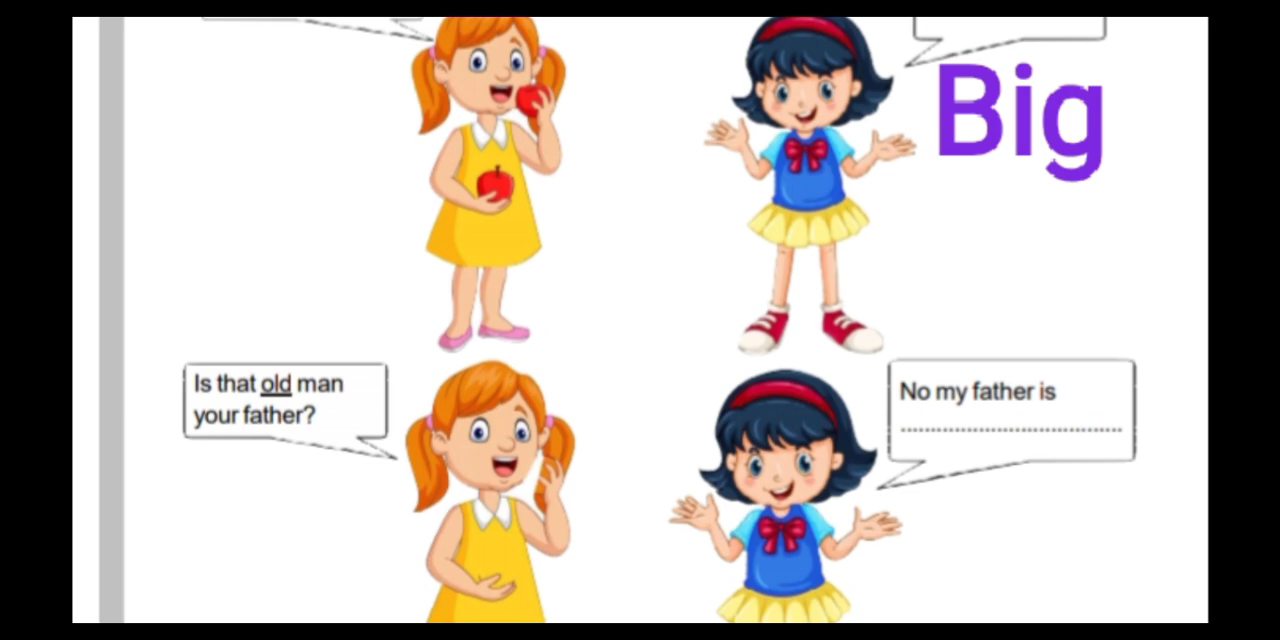 Big
Is that old man
your father?
No my father is
........................................